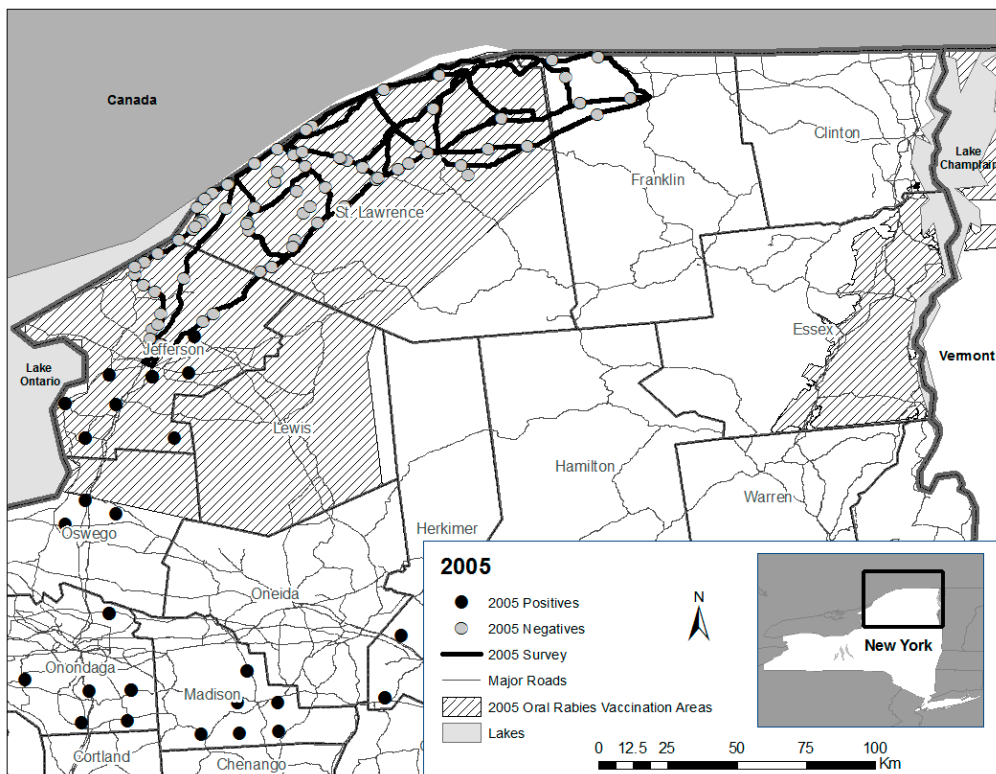 Canada
Clinton
Lake
Champlain
Franklin
St. Lawrence
Essex
Vermont
Jefferson
Lake
Ontario
Lewis
Hamilton
Warren
Herkimer
Oswego
Oneida
Onondaga
Madison
Cortland
Chenango
2005
2005 Positives
2005 Negatives
2005 Survey
Major Roads
2005 Oral Rabies Vaccination Areas
Lakes
N
New York
0 12.5 25 50 75 100
Km